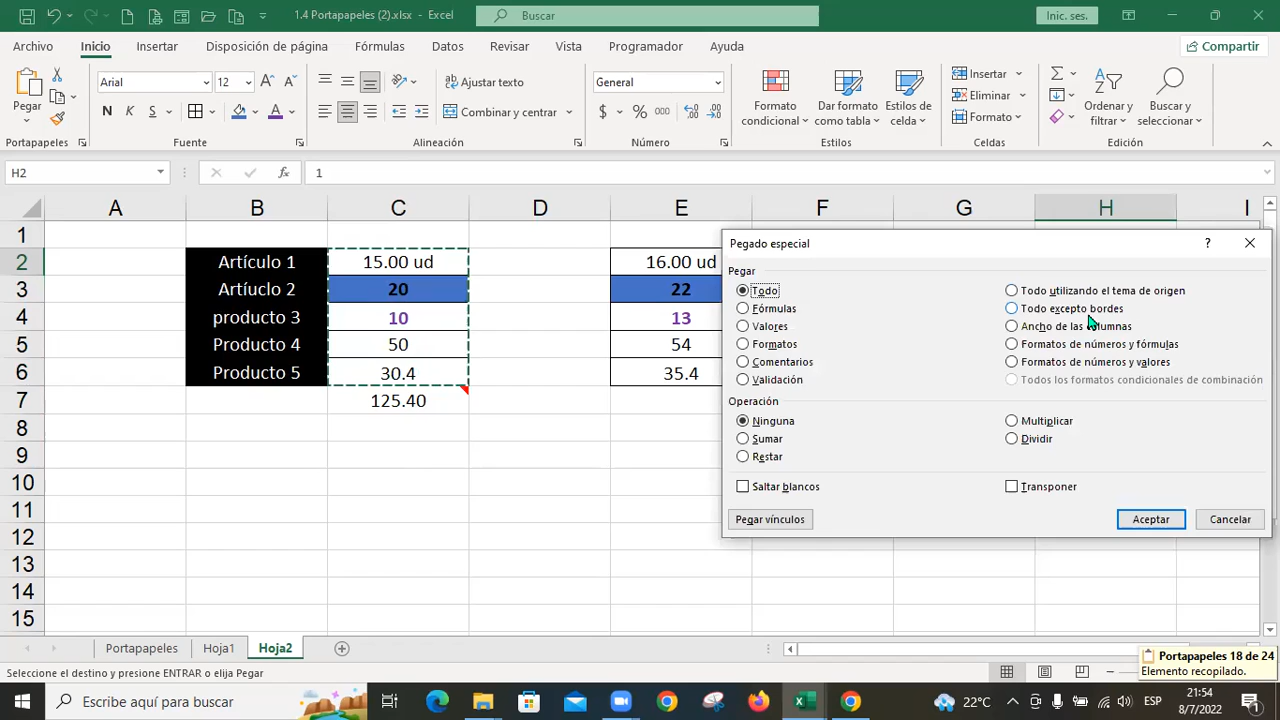 1.4 Portapapeles (2).xlsx - Excel
Buscar
Inic. ses.
Archivo Inicio Insertar Disposición de página Fórmulas Datos Revisar Vista Programador Ayuda
Compartir
Pegar
Arial 12
Ajustar texto
General
Formato condicional
Dar formato como tabla
Estilos de celda
Insertar
Eliminar
Formato
Ordenar y filtrar
Buscar y seleccionar
N K S
Combinar y centrar
$ % 000
Portapapeles Fuente Alineación Número Estilos Celdas Edición
H2 fx 1
A B C D E F G H I
1
2 Artículo 1 15.00 ud 16.00 ud
3 Artíuclo 2 20 22
4 producto 3 10 13
5 Producto 4 50 54
6 Producto 5 30.4 35.4
7 125.40
8
9
10
11
12
13
14
15
Pegado especial ?
Pegar
Todo Todo utilizando el tema de origen
Fórmulas Todo excepto bordes
Valores Ancho de las columnas
Formatos Formatos de números y fórmulas
Comentarios Formatos de números y valores
Validación Todos los formatos condicionales de combinación
Operación
Ninguna Multiplicar
Sumar Dividir
Restar
Saltar blancos Transponer
Pegar vínculos Aceptar Cancelar
Portapapeles Hoja1 Hoja2
Portapapeles 18 de 24
Elemento recopilado.
Seleccione el destino y presione ENTRAR o elija Pegar
Escribe aquí para buscar
22°C
ESP
21:54
8/7/2022
1